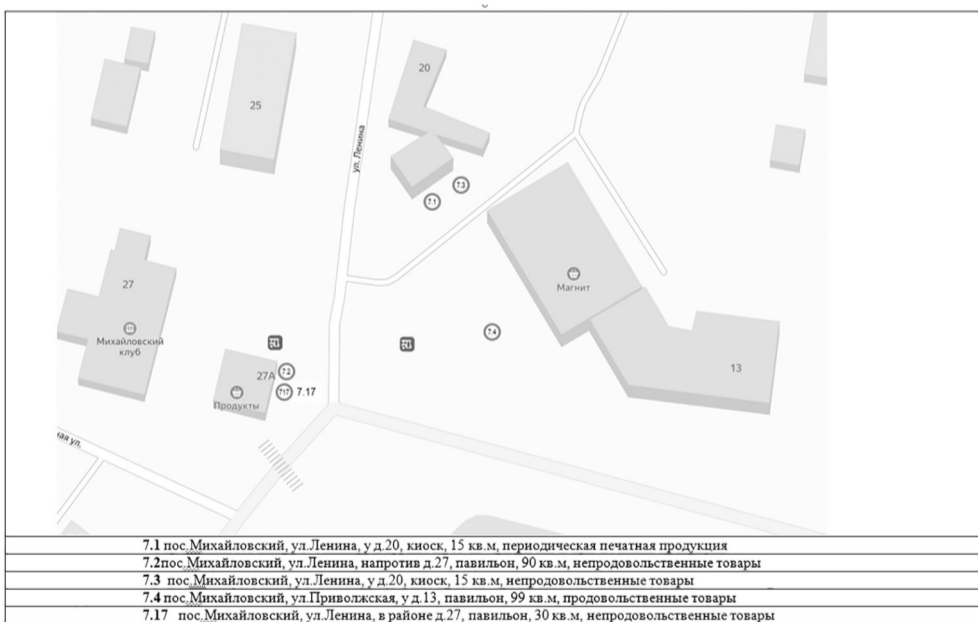 20
25
ул. Ленина
7.3
7.1
27
Магнит
Михайловский
клуб
7.4
27А
7.2
13
717 7.17
Продукты
ная ул.
7.1 пос.Михайловский, ул.Ленина, у д.20, киоск, 15 кв.м, периодическая печатная продукция
7.2пос.Михайловский, ул.Ленина, напротив д.27, павильон, 90 кв.м, непродовольственные товары
7.3 пос.Михайловский, ул.Ленина, у д.20, киоск, 15 кв.м, непродовольственные товары
7.4 пос.Михайловский, ул.Приволжская, у д.13, павильон, 99 кв.м, продовольственные товары
7.17 пос.Михайловский, ул.Ленина, в районе д.27, павильон, 30 кв.м, непродовольственные товары